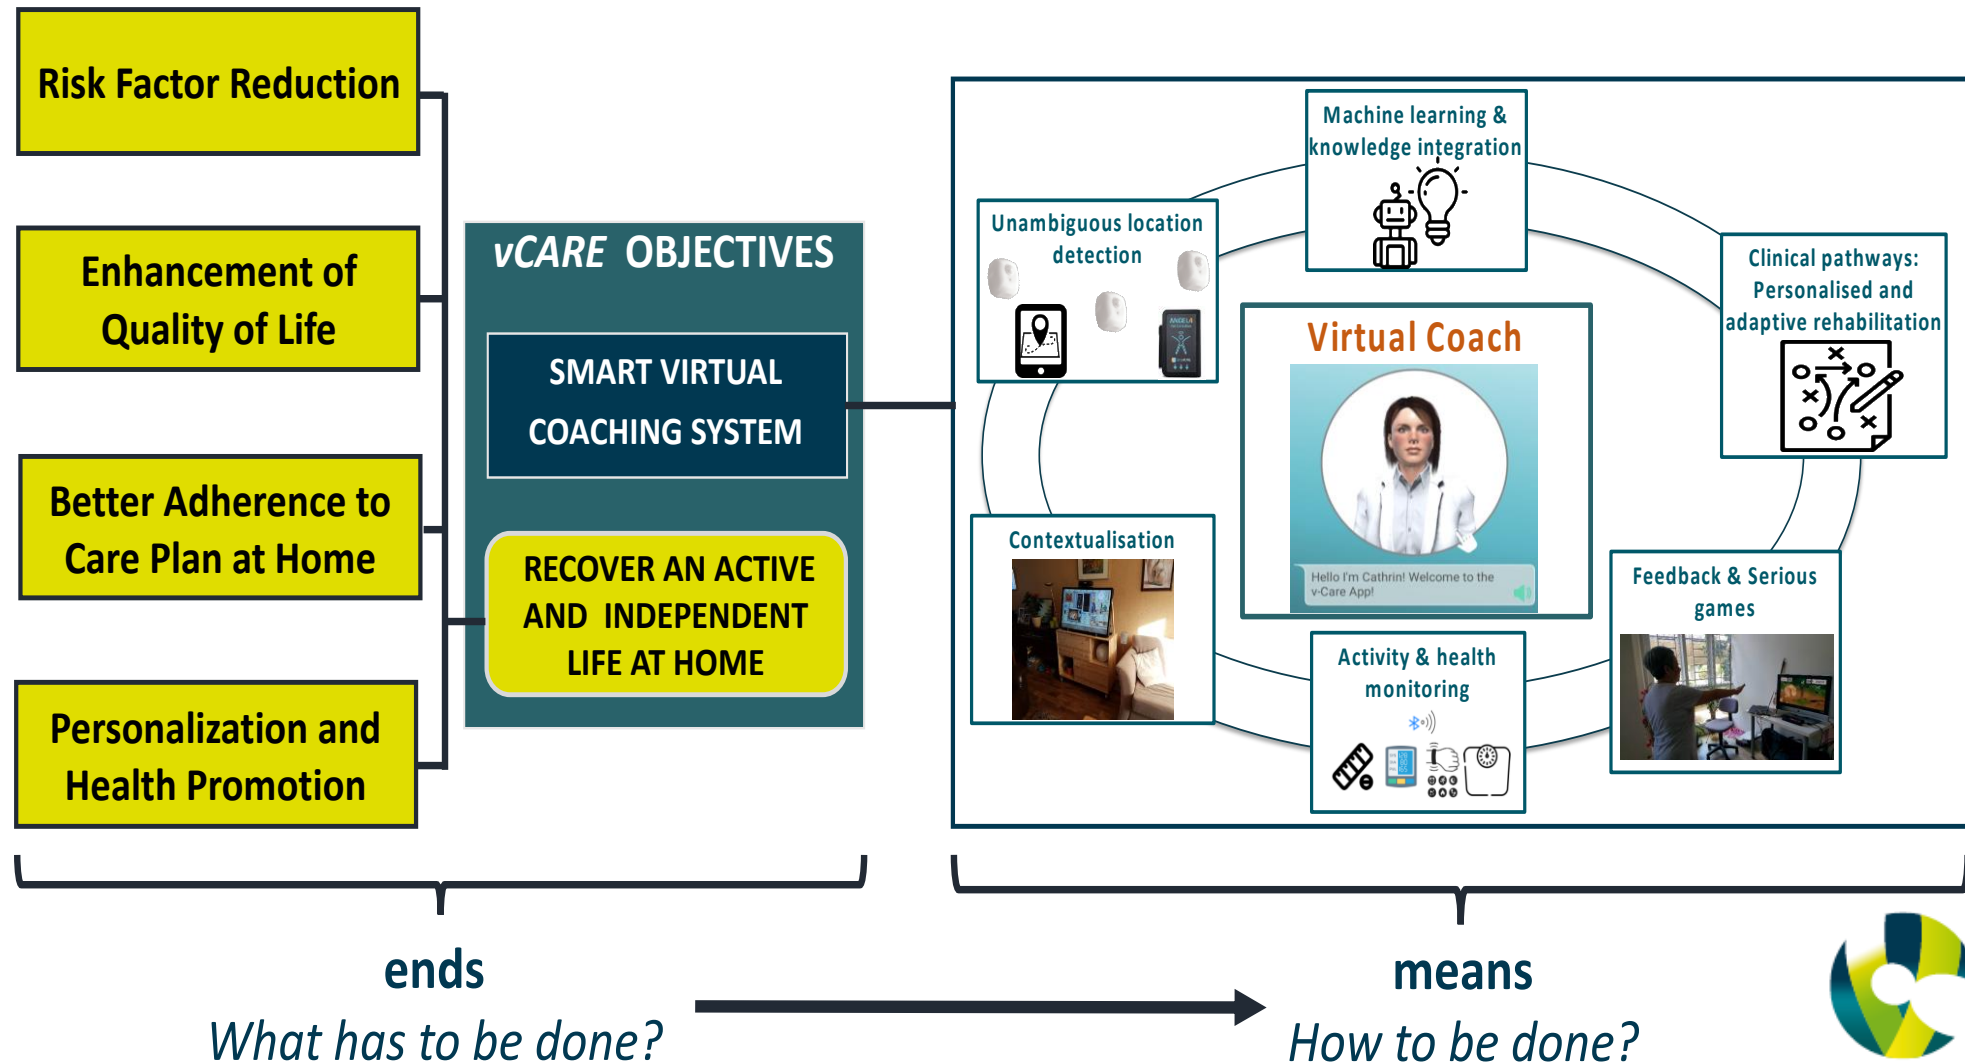 Risk Factor Reduction
Enhancement of
Quality of Life
Better Adherence to
Care Plan at Home
Personalization and
Health Promotion
vCARE OBJECTIVES
SMART VIRTUAL
COACHING SYSTEM
RECOVER AN ACTIVE
AND INDEPENDENT
LIFE AT HOME
Machine learning &
knowledge integration
Unambiguous location
detection
Clinical pathways:
Personalised and
adaptive rehabilitation
Virtual Coach
Hello I'm Cathrin! Welcome to the
v-Care App!
Contextualisation
Feedback & Serious
games
Activity & health
monitoring
ends
What has to be done?
means
How to be done?